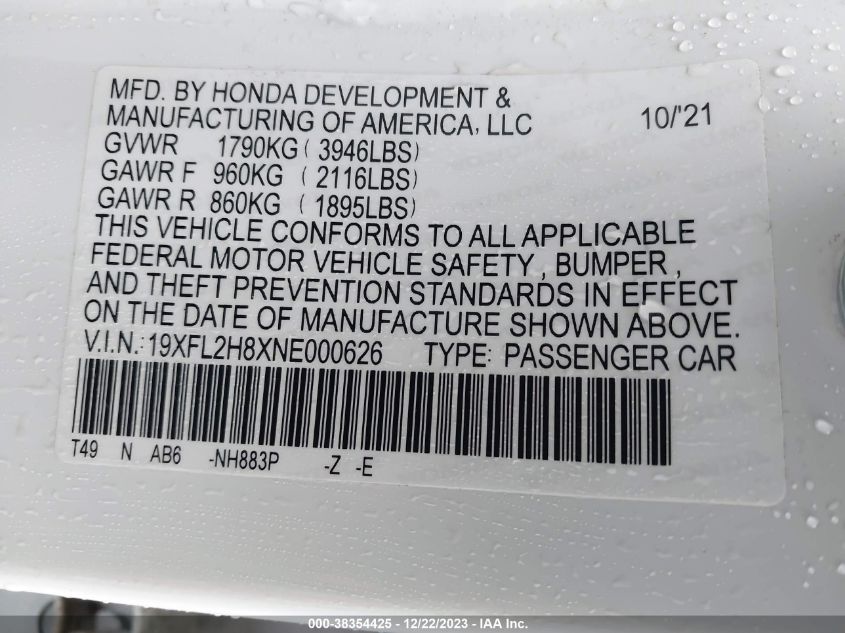 MFD. BY HONDA DEVELOPMENT &
MANUFACTURING OF AMERICA, LLC 10/'21
GVWR 1790KG ( 3946LBS)
GAWR F 960KG ( 2116LBS)
GAWR R 860KG ( 1895LBS)
THIS VEHICLE CONFORMS TO ALL APPLICABLE
FEDERAL MOTOR VEHICLE SAFETY , BUMPER ,
AND THEFT PREVENTION STANDARDS IN EFFECT
ON THE DATE OF MANUFACTURE SHOWN ABOVE.
V.I.N.: 19XFL2H8XNE000626 TYPE: PASSENGER CAR
T49 N AB6 -NH883P -Z -E
000-38354425 - 12/22/2023 - IAA Inc.